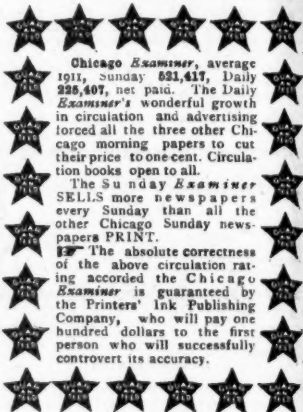 Chicago Examiner, average
1911, Sunday 521,417, Daily
225,407, net paid. The Daily
Examiner's wonderful growth
in circulation and advertising
forced all the three other Chi-
cago morning papers to cut
their price to one cent. Circula-
tion books open to all.
The Sunday Examiner
SELLS more newspapers
every Sunday than all the
other Chicago Sunday news-
papers PRINT.
☛ The absolute correctness
of the above circulation rat-
ing accorded the Chicago
Examiner is guaranteed by
the Printers' Ink Publishing
Company, who will pay one
hundred dollars to the first
person who will successfully
controvert its accuracy.